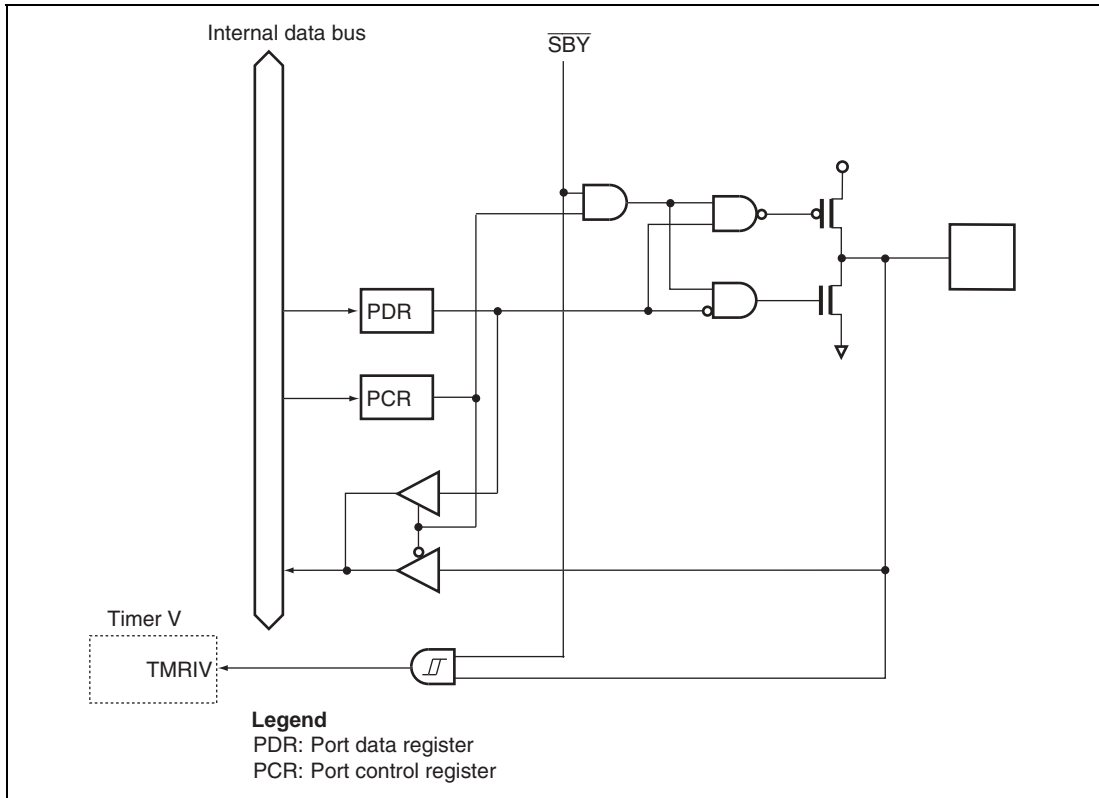 Internal data bus
SBY
PDR
PCR
Timer V
TMRIV
Legend
PDR: Port data register
PCR: Port control register